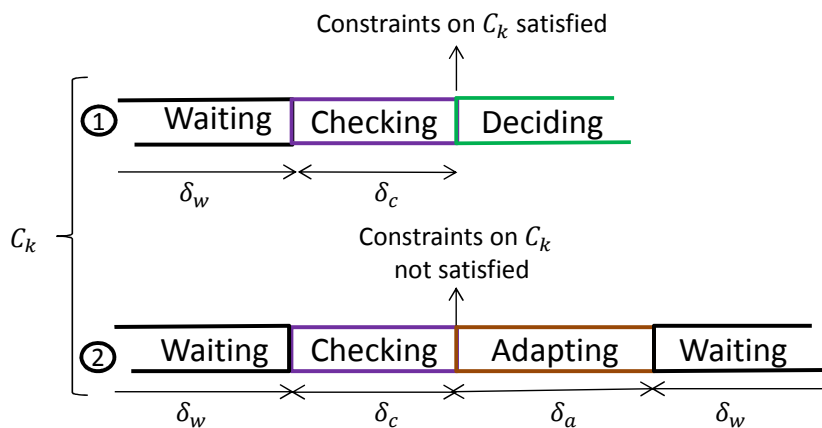 Constraints on C_k satisfied
1 Waiting Checking Deciding
δ_w δ_c
C_k
Constraints on C_k
not satisfied
2 Waiting Checking Adapting Waiting
δ_w δ_c δ_a δ_w